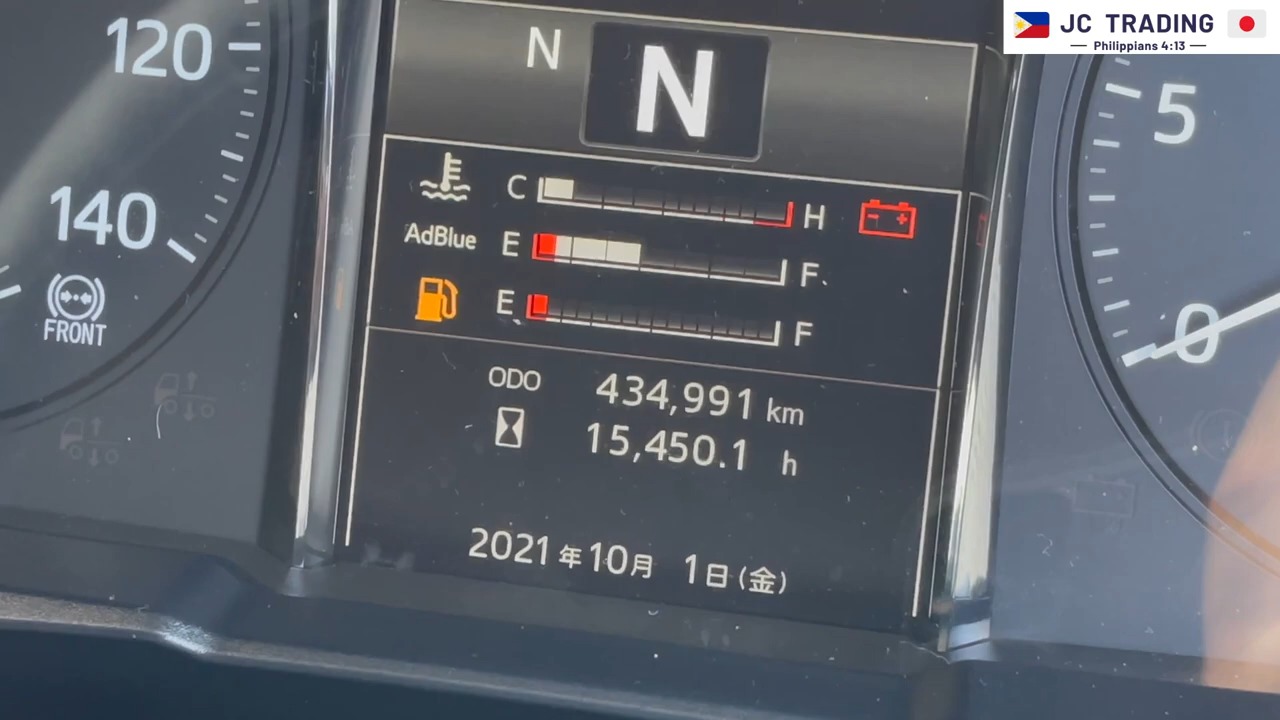 JC TRADING
Philippians 4:13
120
140
FRONT
N N
C H
AdBlue E F
E F
ODO 434,991 km
15,450.1 h
2021年10月 1日(金)
5
0